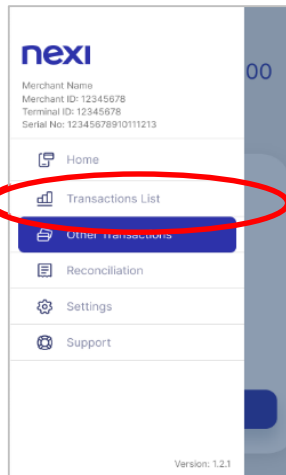 nexi
00
Merchant Name
Merchant ID: 12345678
Terminal ID: 12345678
Serial No: 12345678910111213
Home
Transactions List
Other Transactions
Reconciliation
Settings
Support
Version: 1.2.1